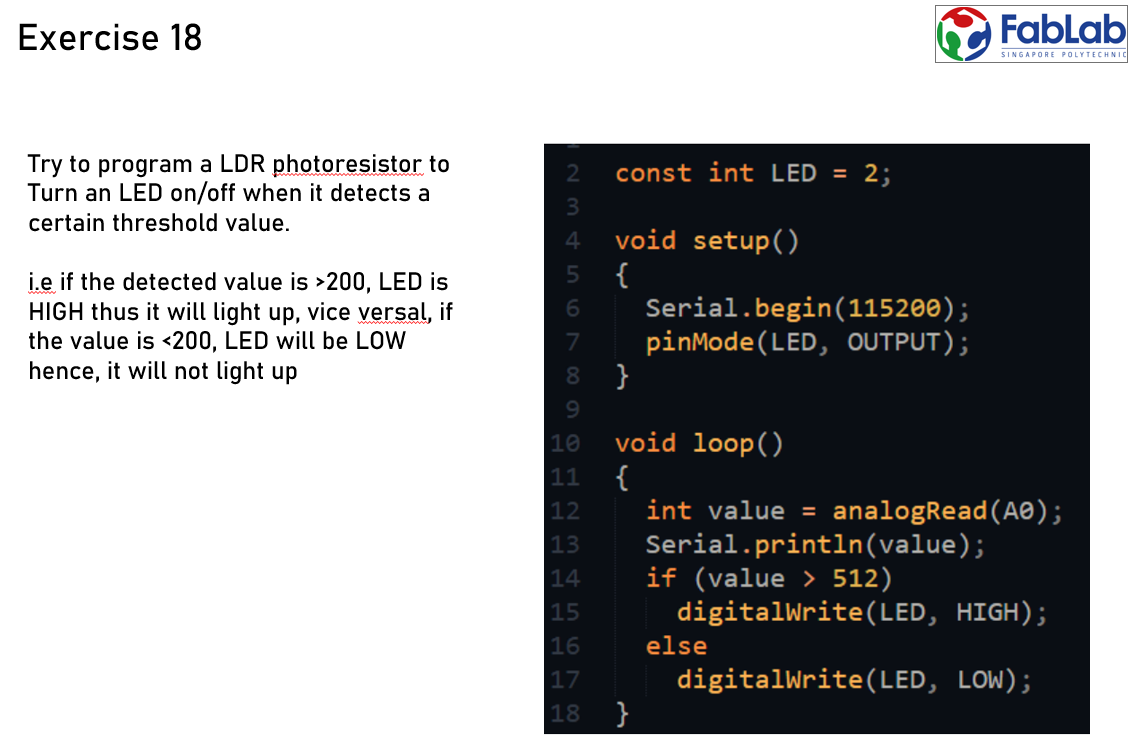 Exercise 18
FabLab
SINGAPORE POLYTECHNIC
Try to program a LDR photoresistor to
Turn an LED on/off when it detects a
certain threshold value.
i.e if the detected value is >200, LED is
HIGH thus it will light up, vice versal, if
the value is <200, LED will be LOW
hence, it will not light up
2 const int LED = 2;
3
4 void setup()
5 {
6 Serial.begin(115200);
7 pinMode(LED, OUTPUT);
8 }
9
10 void loop()
11 {
12 int value = analogRead(A0);
13 Serial.println(value);
14 if (value > 512)
15 digitalWrite(LED, HIGH);
16 else
17 digitalWrite(LED, LOW);
18 }